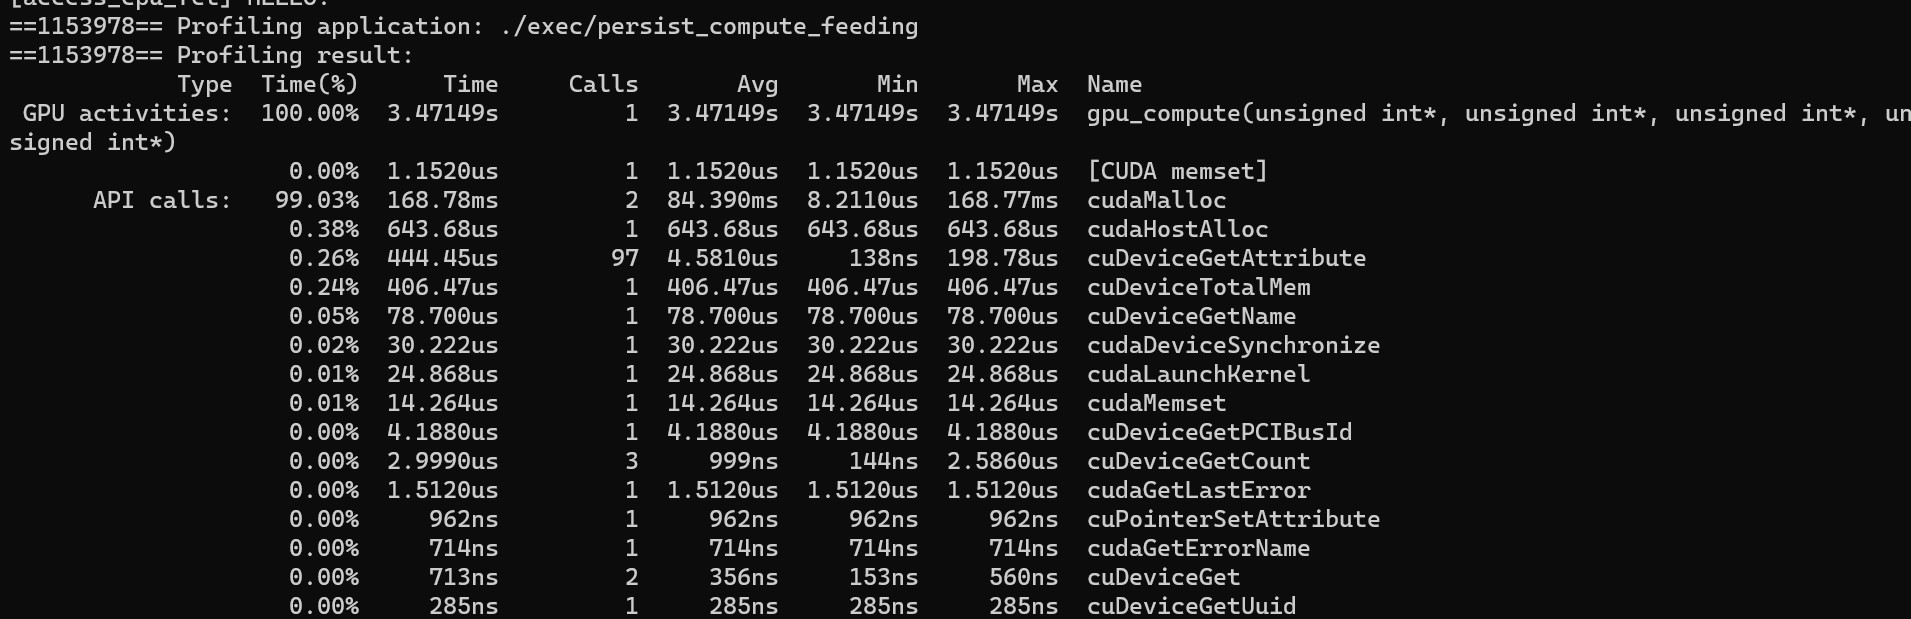 [access_cpu_fct] HELLO!
==1153978== Profiling application: ./exec/persist_compute_feeding
==1153978== Profiling result:
            Type  Time(%)      Time     Calls       Avg       Min       Max  Name
 GPU activities:  100.00%  3.47149s         1  3.47149s  3.47149s  3.47149s  gpu_compute(unsigned int*, unsigned int*, unsigned int*, un
signed int*)
                    0.00%  1.1520us         1  1.1520us  1.1520us  1.1520us  [CUDA memset]
      API calls:   99.03%  168.78ms         2  84.390ms  8.2110us  168.77ms  cudaMalloc
                    0.38%  643.68us         1  643.68us  643.68us  643.68us  cudaHostAlloc
                    0.26%  444.45us        97  4.5810us     138ns  198.78us  cuDeviceGetAttribute
                    0.24%  406.47us         1  406.47us  406.47us  406.47us  cuDeviceTotalMem
                    0.05%  78.700us         1  78.700us  78.700us  78.700us  cuDeviceGetName
                    0.02%  30.222us         1  30.222us  30.222us  30.222us  cudaDeviceSynchronize
                    0.01%  24.868us         1  24.868us  24.868us  24.868us  cudaLaunchKernel
                    0.01%  14.264us         1  14.264us  14.264us  14.264us  cudaMemset
                    0.00%  4.1880us         1  4.1880us  4.1880us  4.1880us  cuDeviceGetPCIBusId
                    0.00%  2.9990us         3     999ns     144ns  2.5860us  cuDeviceGetCount
                    0.00%  1.5120us         1  1.5120us  1.5120us  1.5120us  cudaGetLastError
                    0.00%     962ns         1     962ns     962ns     962ns  cuPointerSetAttribute
                    0.00%     714ns         1     714ns     714ns     714ns  cudaGetErrorName
                    0.00%     713ns         2     356ns     153ns     560ns  cuDeviceGet
                    0.00%     285ns         1     285ns     285ns     285ns  cuDeviceGetUuid